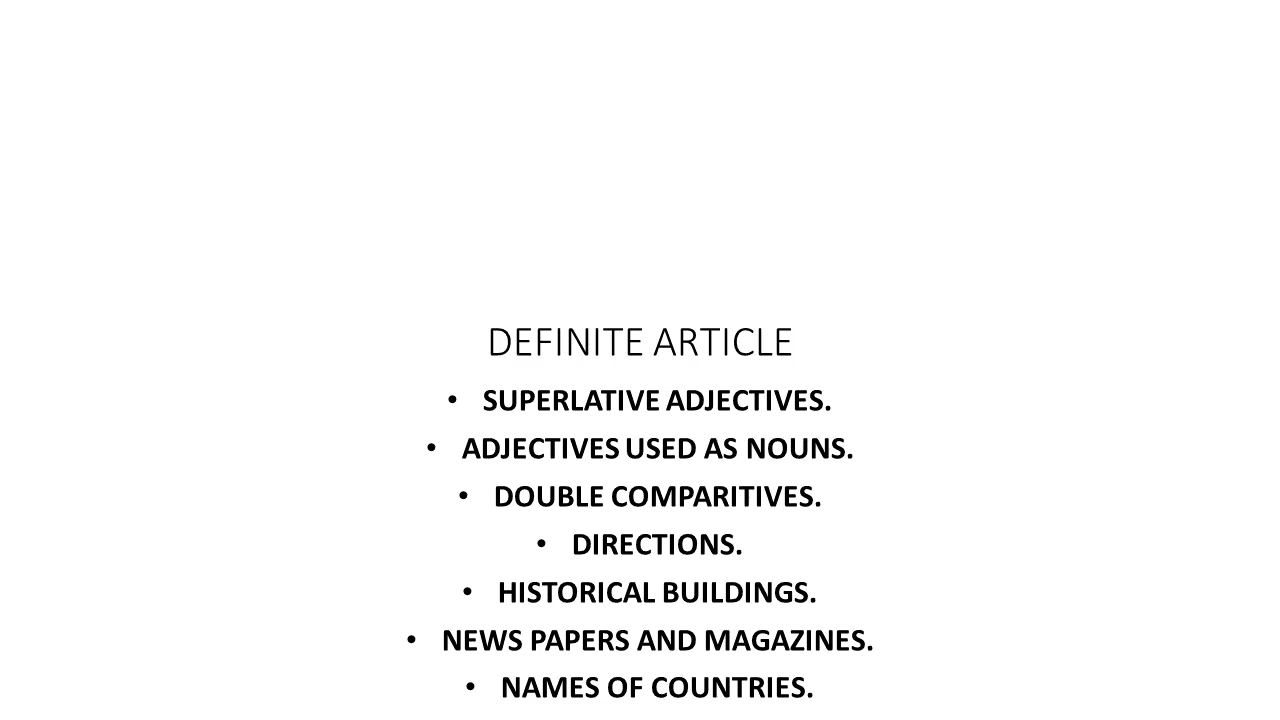 DEFINITE ARTICLE
• SUPERLATIVE ADJECTIVES.
• ADJECTIVES USED AS NOUNS.
• DOUBLE COMPARITIVES.
• DIRECTIONS.
• HISTORICAL BUILDINGS.
• NEWS PAPERS AND MAGAZINES.
• NAMES OF COUNTRIES.